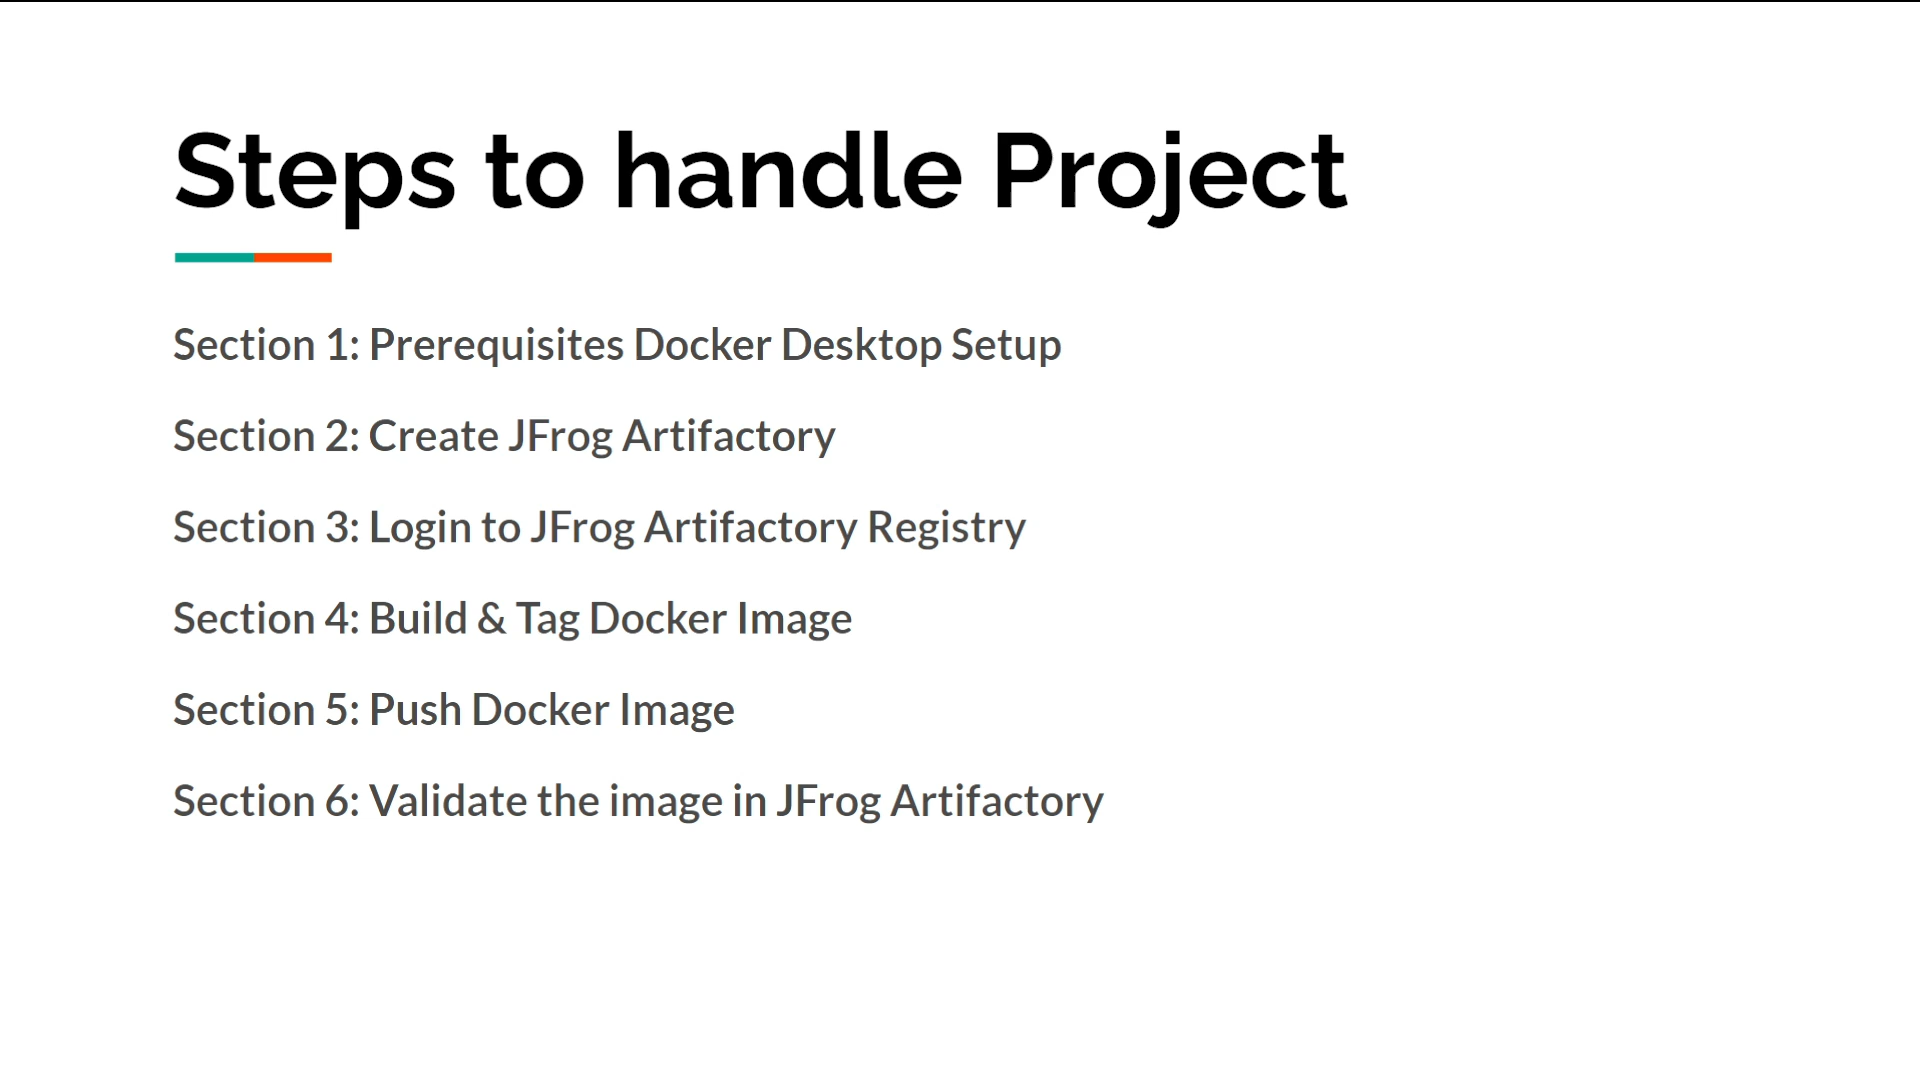 Steps to handle Project
Section 1: Prerequisites Docker Desktop Setup
Section 2: Create JFrog Artifactory
Section 3: Login to JFrog Artifactory Registry
Section 4: Build & Tag Docker Image
Section 5: Push Docker Image
Section 6: Validate the image in JFrog Artifactory